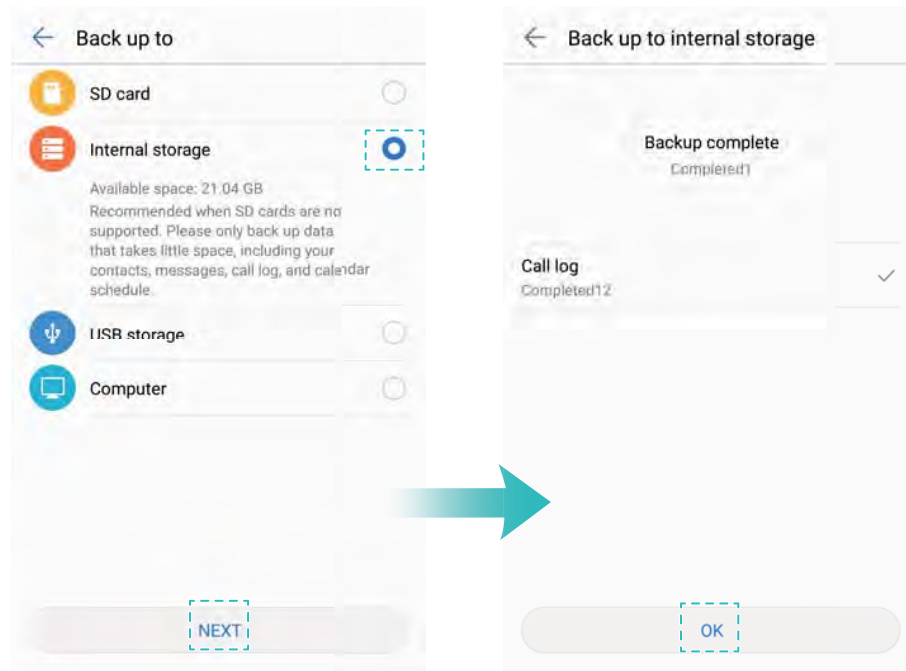 Back up to
SD card
Internal storage
Available space: 21.04 GB
Recommended when SD cards are no
supported. Please only back up data
that takes little space, including your
contacts, messages, call log, and calendar
schedule.
USB storage
Computer
NEXT
Back up to internal storage
Backup complete
Completed1
Call log
Completed12
OK